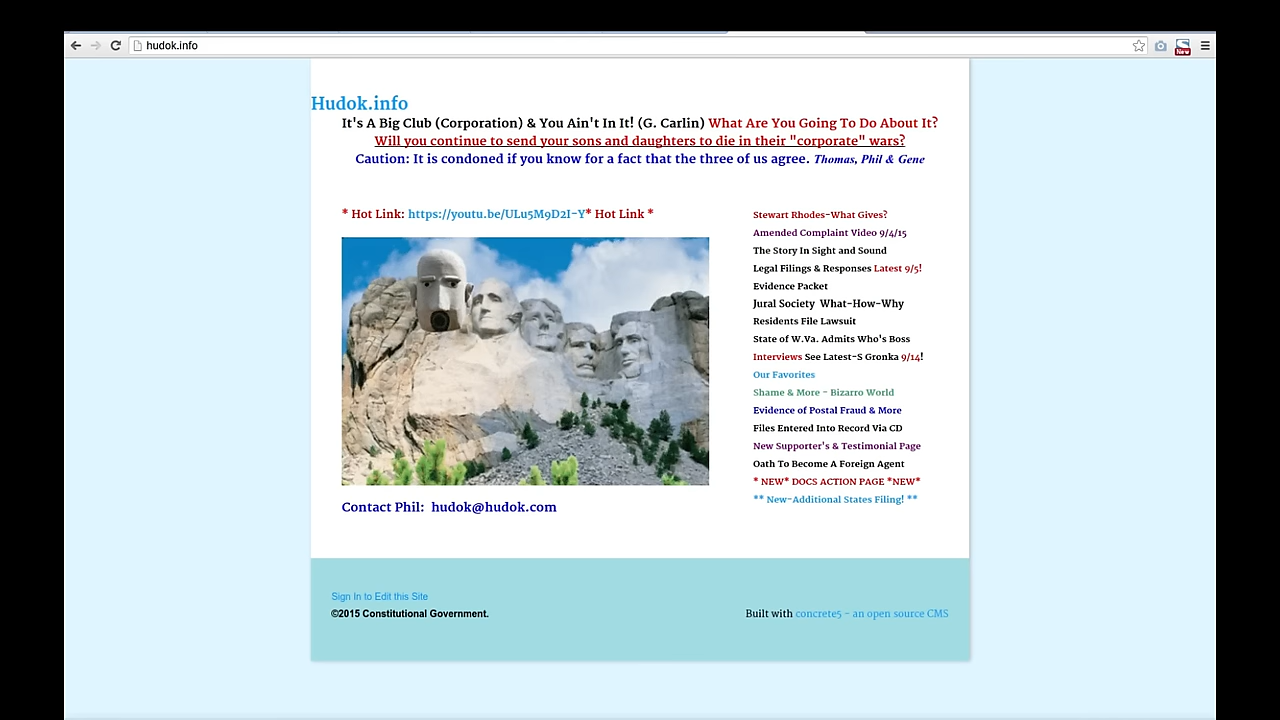 hudok.info
New
Hudok.info
It's A Big Club (Corporation) & You Ain't In It! (G. Carlin) What Are You Going To Do About It?
Will you continue to send your sons and daughters to die in their "corporate" wars?
Caution: It is condoned if you know for a fact that the three of us agree. Thomas, Phil & Gene
* Hot Link: https://youtu.be/ULu5M9D2I-Y* Hot Link *
Contact Phil: hudok@hudok.com
Stewart Rhodes-What Gives?
Amended Complaint Video 9/4/15
The Story In Sight and Sound
Legal Filings & Responses Latest 9/5!
Evidence Packet
Jural Society What-How-Why
Residents File Lawsuit
State of W.Va. Admits Who's Boss
Interviews See Latest-S Gronka 9/14!
Our Favorites
Shame & More - Bizarro World
Evidence of Postal Fraud & More
Files Entered Into Record Via CD
New Supporter's & Testimonial Page
Oath To Become A Foreign Agent
* NEW* DOCS ACTION PAGE *NEW*
** New-Additional States Filing! **
Sign In to Edit this Site
©2015 Constitutional Government.
Built with concrete5 - an open source CMS